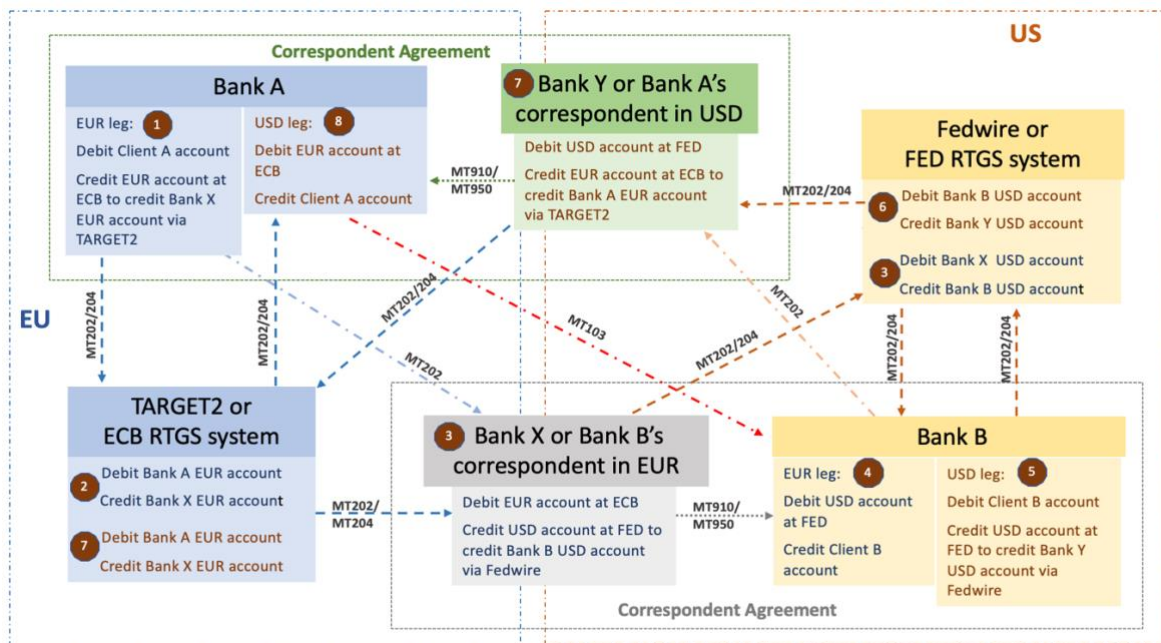 US
EU
Correspondent Agreement
Bank A
EUR leg:
1
Debit Client A account
Credit EUR account at
ECB to credit Bank X
EUR account via
TARGET2
USD leg:
8
Debit EUR account at
ECB
Credit Client A account
7
Bank Y or Bank A's
correspondent in USD
Debit USD account at FED
Credit EUR account at ECB to
credit Bank A EUR account
via TARGET2
MT910/
MT950
Fedwire or
FED RTGS system
6
Debit Bank B USD account
Credit Bank Y USD account
3
Debit Bank X USD account
Credit Bank B USD account
MT202/204
MT202/204
MT202/204
MT202/204
MT202
MT103
MT202/204
MT202
MT202/204
MT202/204
TARGET2 or
ECB RTGS system
2
Debit Bank A EUR account
Credit Bank X EUR account
7
Debit Bank A EUR account
Credit Bank X EUR account
MT202/
MT204
3
Bank X or Bank B's
correspondent in EUR
Debit EUR account at ECB
Credit USD account at FED to
credit Bank B USD account
via Fedwire
MT910/
MT950
Bank B
EUR leg:
4
Debit USD account
at FED
Credit Client B
account
USD leg:
5
Debit Client B account
Credit USD account at
FED to credit Bank Y
USD account via
Fedwire
Correspondent Agreement